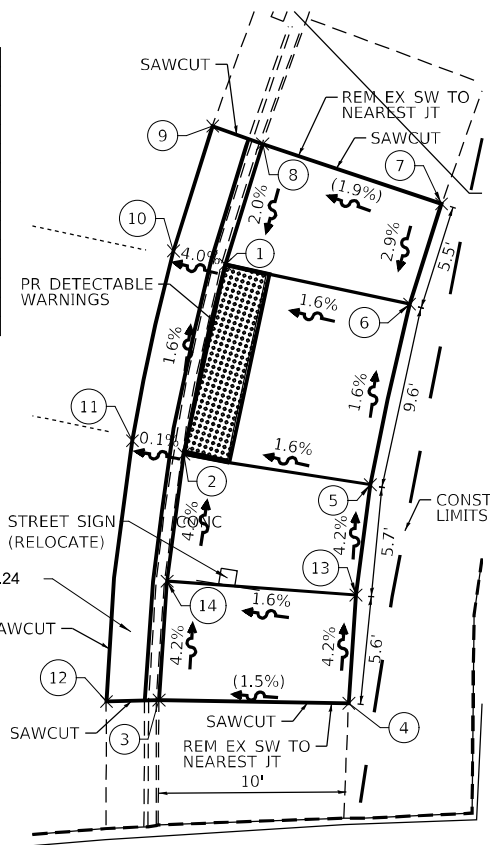 SAWCUT
REM EX SW TO
NEAREST JT
SAWCUT
9
8
7
(1.9%)
2.0%
2.9%
5.5'
10
4.0%
1
PR DETECTABLE
WARNINGS
1.6%
6
1.6%
1.6%
9.6'
11
0.1%
1.6%
2
5
STREET SIGN
(RELOCATE)
CONC
4.2%
4.2%
5.7'
CONST
LIMITS
13
14
1.6%
.24
AWCUT
4.2%
4.2%
5.6'
12
(1.5%)
SAWCUT
3
SAWCUT
4
REM EX SW TO
NEAREST JT
10'